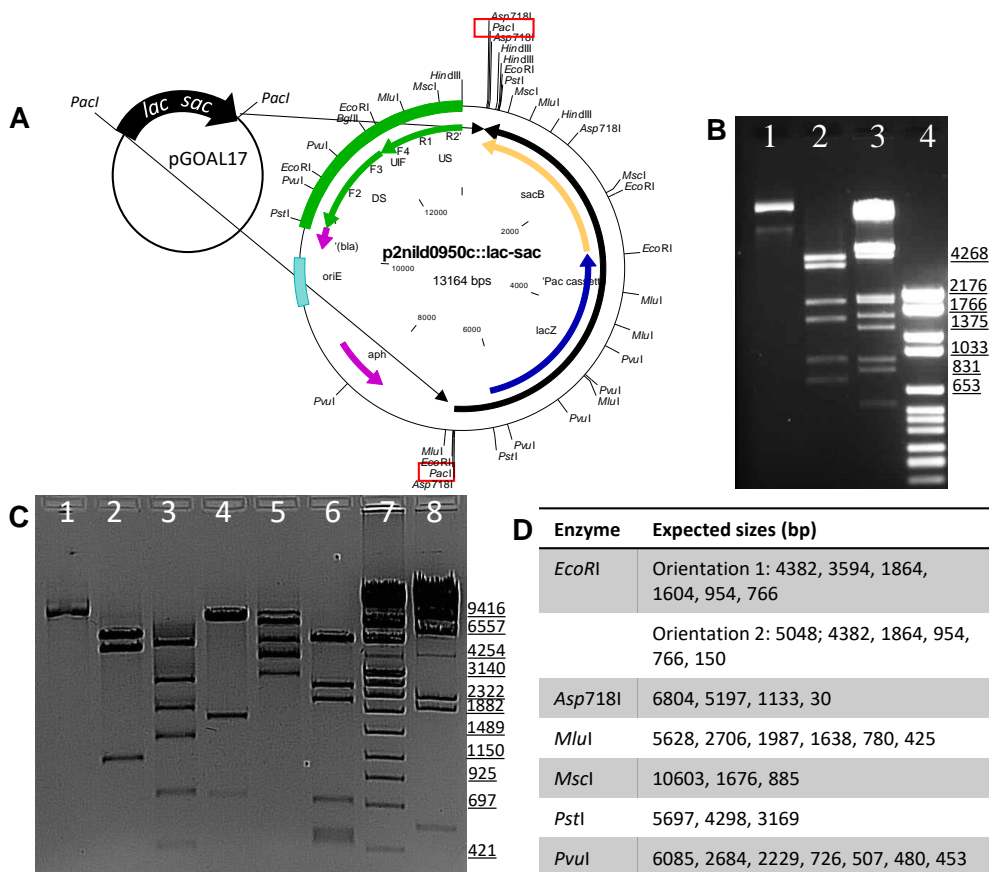 A
PacI
lac sac
PacI
pGOAL17
Asp718I
PacI
Asp718I
HindIII
HindIII
EcoRI
PstI
MscI
MluI
HindIII
Asp718I
MscI
EcoRI
EcoRI
MluI
MluI
PvuI
PvuI
MluI
PvuI
PvuI
PstI
MluI
EcoRI
PacI
Asp718I
PvuI
PstI
PvuI
EcoRI
PvuI
BglII
EcoRI
MluI
MscI
HindIII
R2'
R1
US
F4
UIF
F3
DS
F2
I
'(bla)
oriE
aph
sacB
'Pac cassett
lacZ
12000
2000
10000
4000
8000
6000
p2nild0950c::lac-sac
13164 bps
B
1 2 3 4
4268
2176
1766
1375
1033
831
653
C
1 2 3 4 5 6 7 8
9416
6557
4254
3140
2322
1882
1489
1150
925
697
421
D
Enzyme Expected sizes (bp)
EcoRI Orientation 1: 4382, 3594, 1864,
1604, 954, 766
Orientation 2: 5048; 4382, 1864, 954,
766, 150
Asp718I 6804, 5197, 1133, 30
MluI 5628, 2706, 1987, 1638, 780, 425
MscI 10603, 1676, 885
PstI 5697, 4298, 3169
PvuI 6085, 2684, 2229, 726, 507, 480, 453